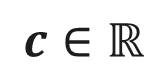 𝒄 ∈ ℝ